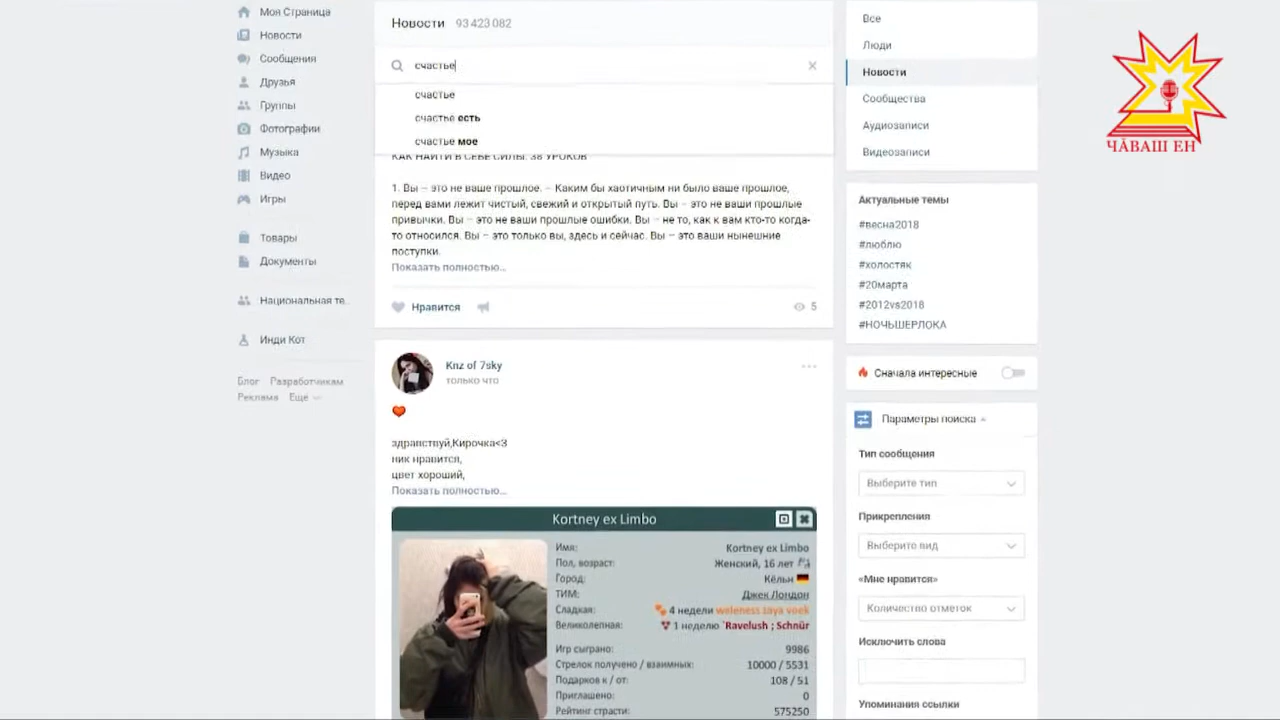 Моя Страница
Новости
Сообщения
Друзья
Группы
Фотографии
Музыка
Видео
Игры
Товары
Документы
Национальная те..
Инди Кот
Блог Разработчикам
Реклама Еще
Новости 93 423 082
счастье
счастье
счастье есть
счастье мое
КАК НАЙТИ В СЕБЕ СИЛЫ. 38 УРОКОВ
1. Вы – это не ваше прошлое. – Каким бы хаотичным ни было ваше прошлое,
перед вами лежит чистый, свежий и открытый путь. Вы – это не ваши прошлые
привычки. Вы – это не ваши прошлые ошибки. Вы – не то, как к вам кто-то когда-
то относился. Вы – это только вы, здесь и сейчас. Вы – это ваши нынешние
поступки.
Показать полностью…
Нравится 5
Knz of 7sky
только что
здравствуй,Кирочка<3
ник нравится,
цвет хороший,
Показать полностью…
Kortney ex Limbo
Имя: Kortney ex Limbo
Пол, возраст: Женский, 16 лет
Город: Кёльн
ТИМ: Джек Лондон
Сладкая: 4 недели weleness zaya voek
Великолепная: 1 неделю `Ravelush ; Schnür
Игр сыграно: 9986
Стрелок получено / взаимных: 10000 / 5531
Подарков к / от: 108 / 51
Приглашено: 0
Рейтинг страсти: 575250
Все
Люди
Новости
Сообщества
Аудиозаписи
Видеозаписи
Актуальные темы
#весна2018
#люблю
#холостяк
#20марта
#2012vs2018
#НОЧЬШЕРЛОКА
Сначала интересные
Параметры поиска
Тип сообщения
Выберите тип
Прикрепления
Выберите вид
«Мне нравится»
Количество отметок
Исключить слова
Упоминания ссылки
ЧӐВАШ ЕН